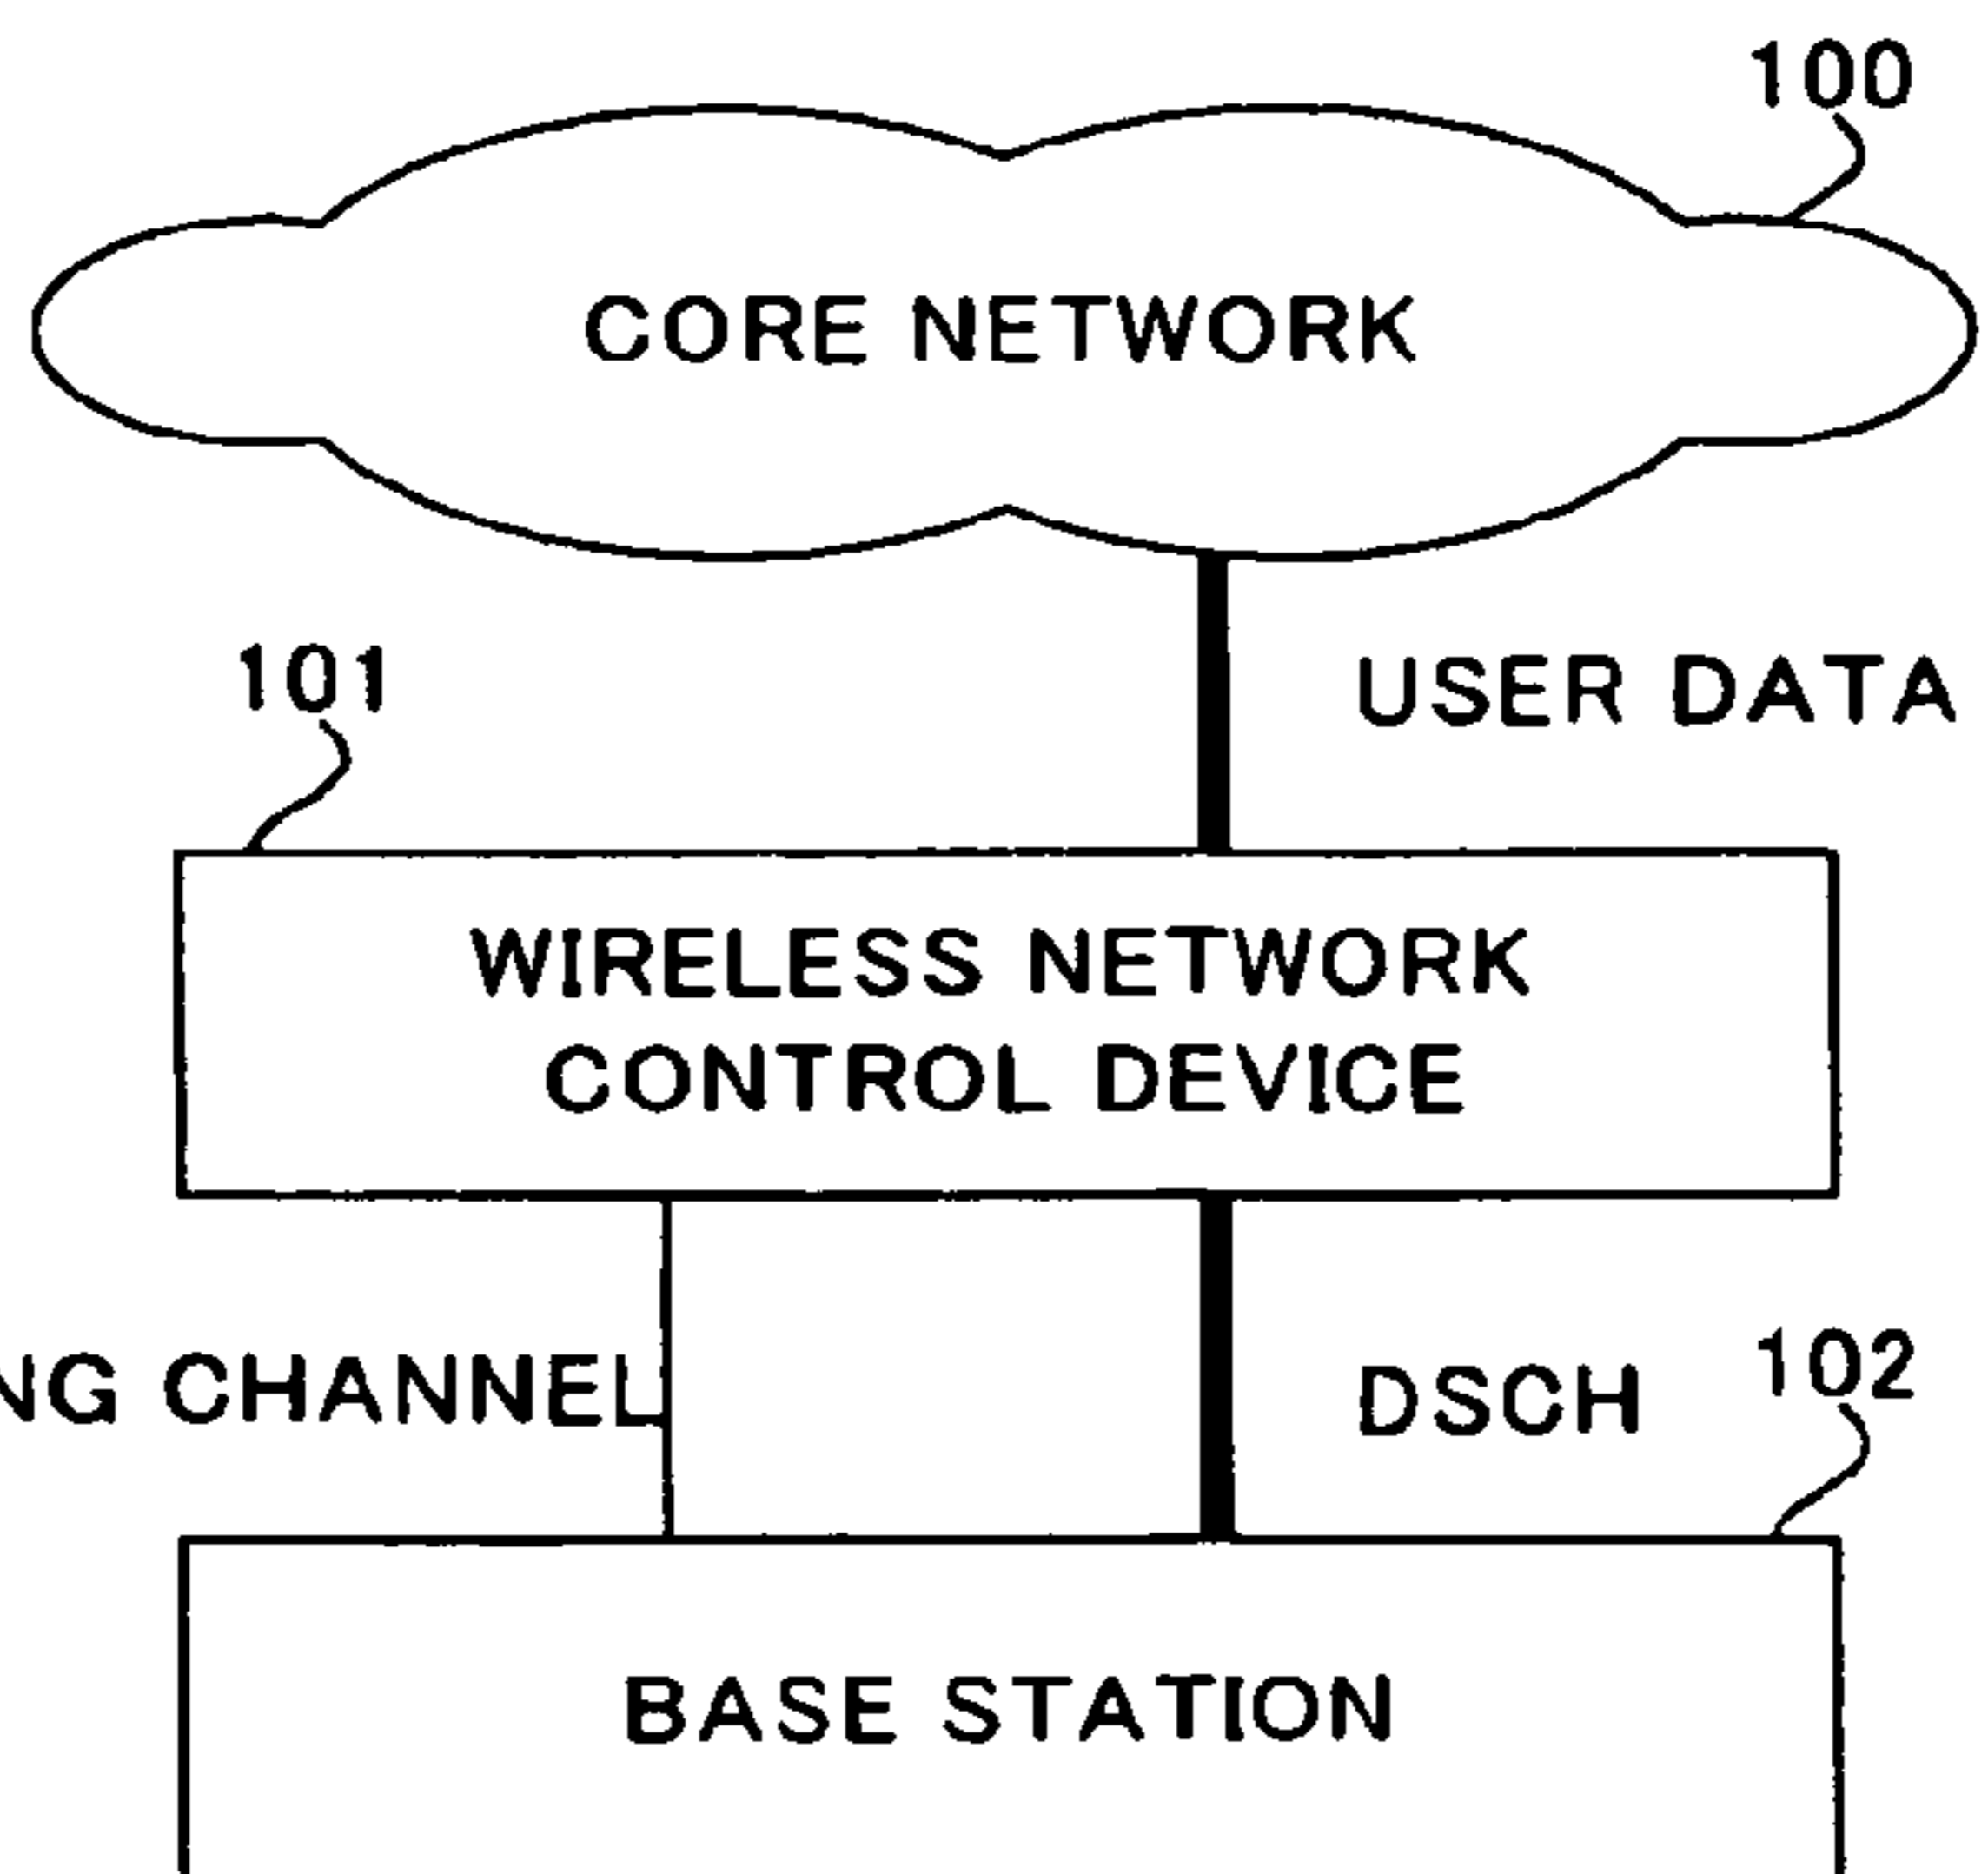 100
CORE NETWORK
101
USER DATA
WIRELESS NETWORK
CONTROL DEVICE
CHANNEL
DSCH
102
BASE STATION